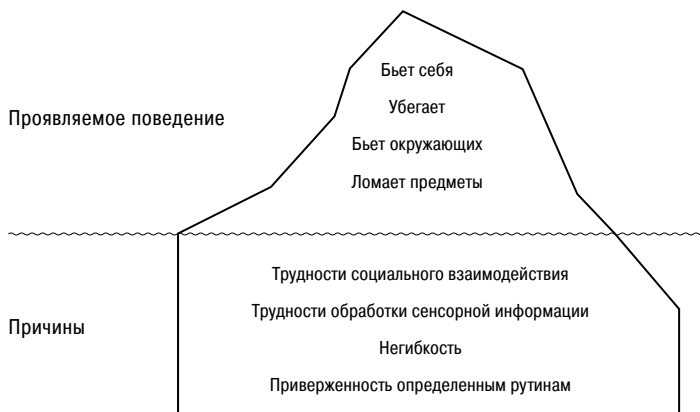 Бьет себя
Убегает
Проявляемое поведение
Бьет окружающих
Ломает предметы
Трудности социального взаимодействия
Трудности обработки сенсорной информации
Причины
Негибкость
Приверженность определенным рутинам